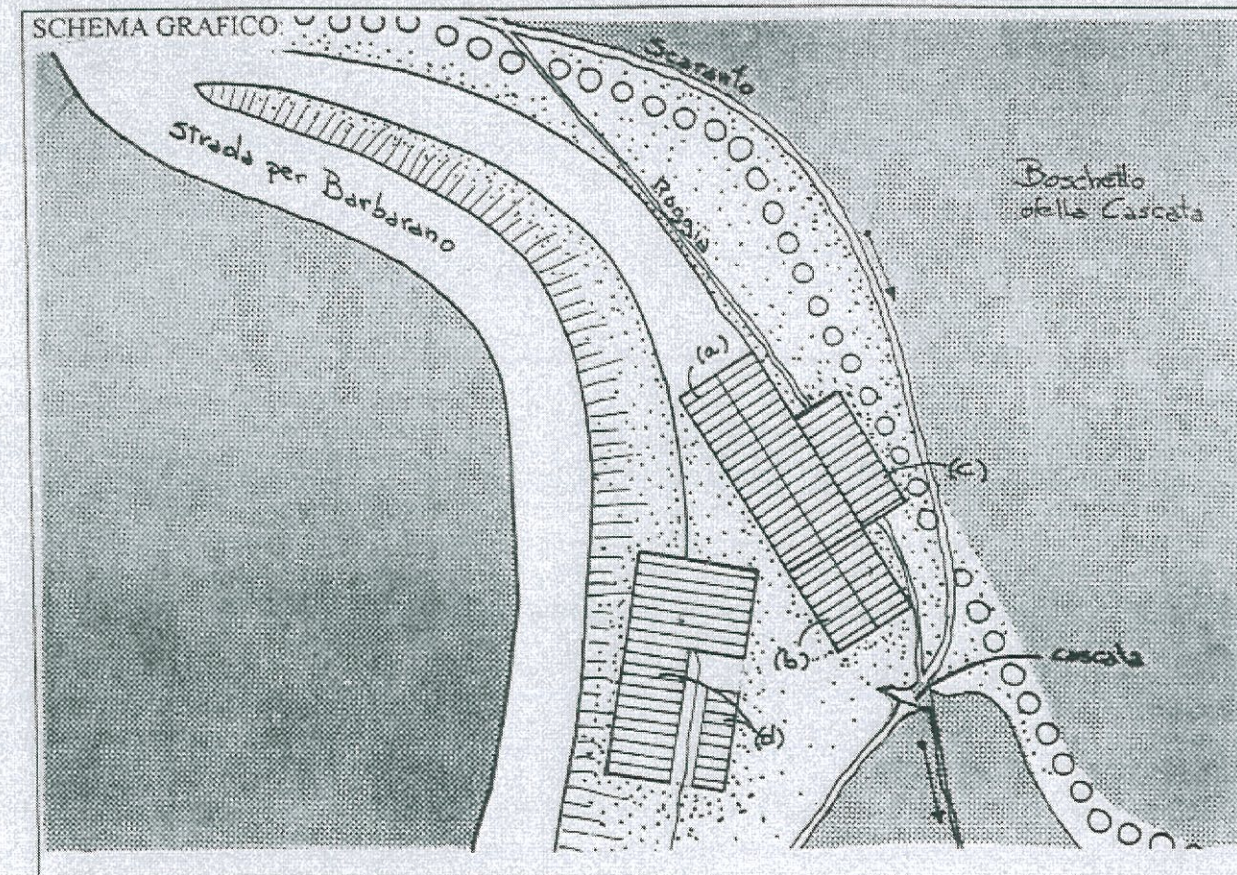 SCHEMA GRAFICO:
Scaranto
Strada per Barbarano
Boschetto
della Cascata
Roggia
(a)
(c)
(b)
cascata
(d)